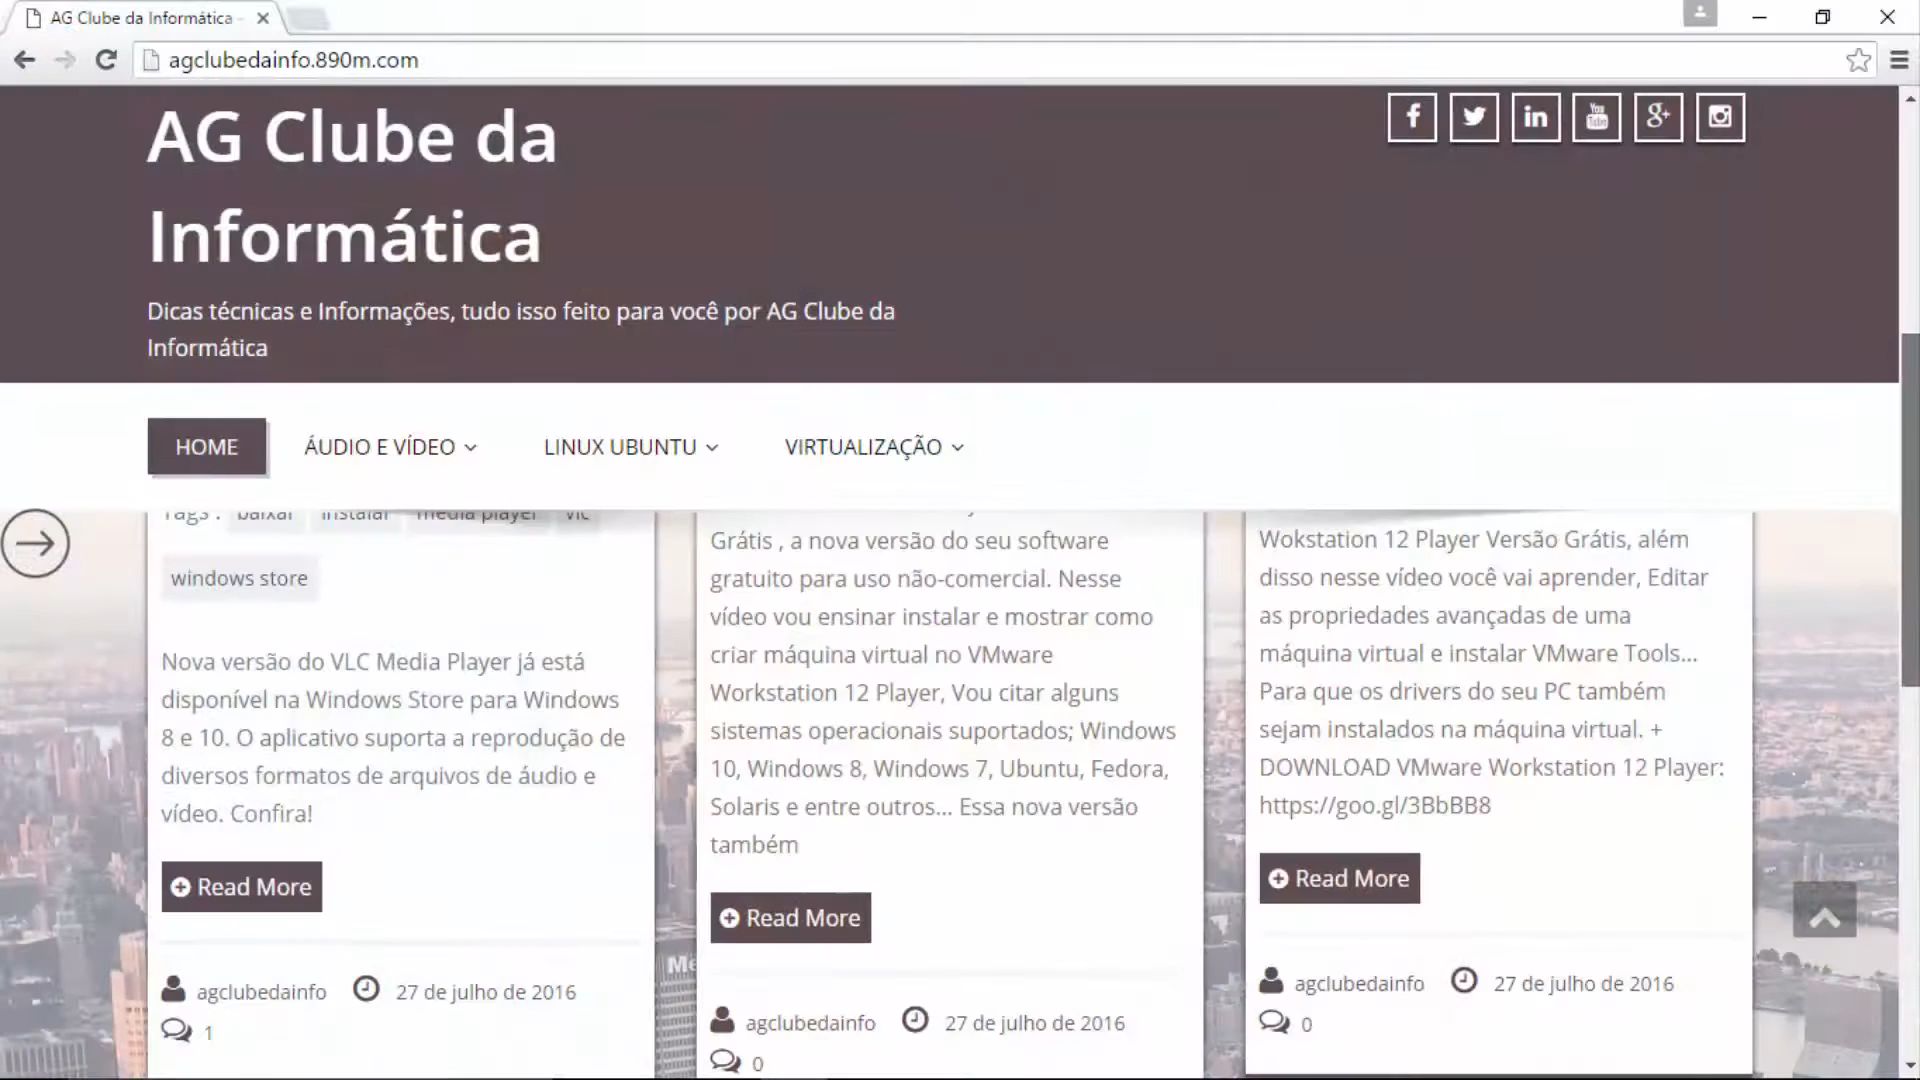 AG Clube da Informática -
agclubedainfo.890m.com
AG Clube da
Informática
Dicas técnicas e Informações, tudo isso feito para você por AG Clube da
Informática
HOME
ÁUDIO E VÍDEO
LINUX UBUNTU
VIRTUALIZAÇÃO
Tags : baixar instalar media player vlc
windows store
Nova versão do VLC Media Player já está
disponível na Windows Store para Windows
8 e 10. O aplicativo suporta a reprodução de
diversos formatos de arquivos de áudio e
vídeo. Confira!
Read More
agclubedainfo 27 de julho de 2016
1
Grátis , a nova versão do seu software
gratuito para uso não-comercial. Nesse
vídeo vou ensinar instalar e mostrar como
criar máquina virtual no VMware
Workstation 12 Player, Vou citar alguns
sistemas operacionais suportados; Windows
10, Windows 8, Windows 7, Ubuntu, Fedora,
Solaris e entre outros... Essa nova versão
também
Read More
agclubedainfo 27 de julho de 2016
0
Wokstation 12 Player Versão Grátis, além
disso nesse vídeo você vai aprender, Editar
as propriedades avançadas de uma
máquina virtual e instalar VMware Tools...
Para que os drivers do seu PC também
sejam instalados na máquina virtual. +
DOWNLOAD VMware Workstation 12 Player:
https://goo.gl/3BbBB8
Read More
agclubedainfo 27 de julho de 2016
0